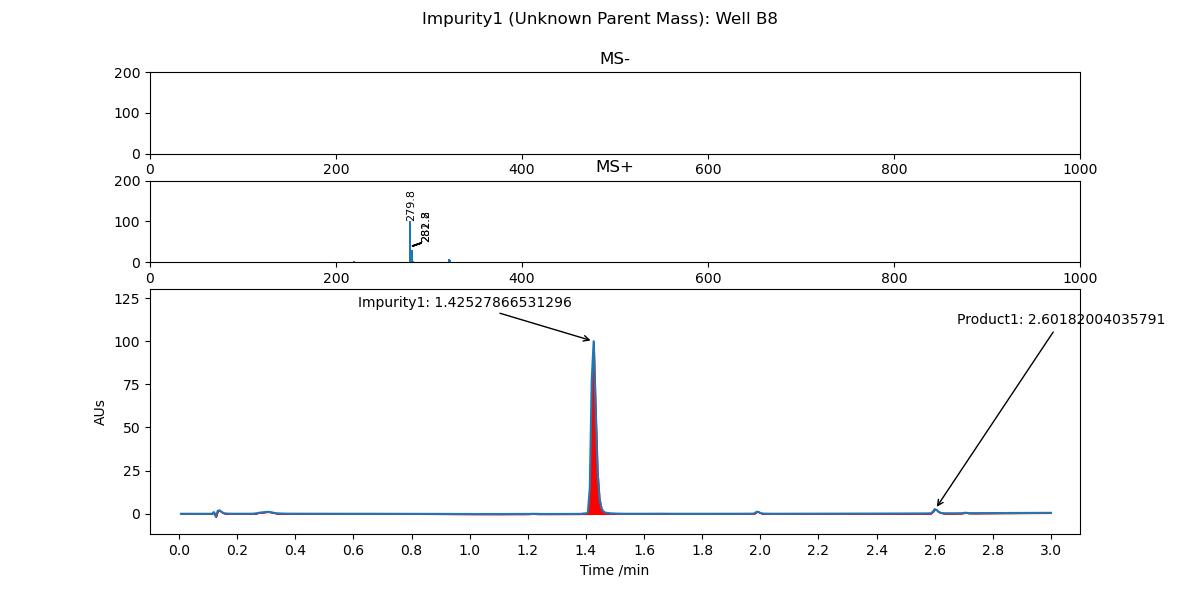 Impurity1 (Unknown Parent Mass): Well B8
MS-
200
100
0
0 200 400 600 800 1000
MS+
200
100
0
279.8
0 200 400 600 800 1000
125
100
75
50
25
0
AUs
Impurity1: 1.42527866531296
Product1: 2.60182004035791
0.0 0.2 0.4 0.6 0.8 1.0 1.2 1.4 1.6 1.8 2.0 2.2 2.4 2.6 2.8 3.0
Time /min